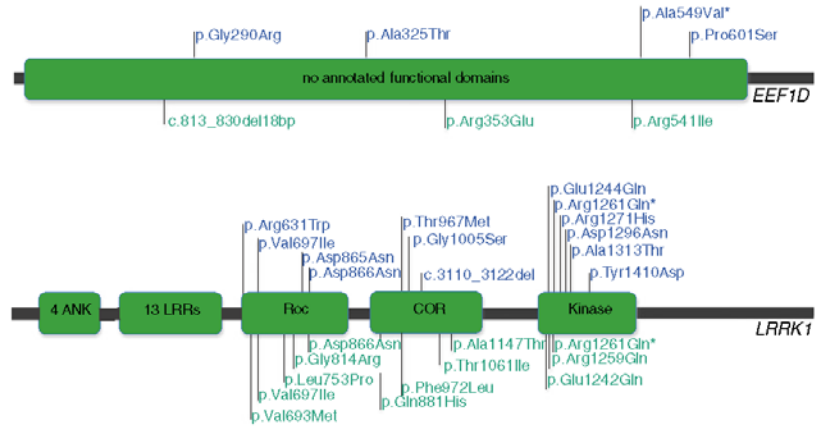 p.Ala549Val*
p.Gly290Arg
p.Ala325Thr
p.Pro601Ser
no annotated functional domains
EEF1D
c.813_830del18bp
p.Arg353Glu
p.Arg541Ile
p.Glu1244Gln
p.Arg1261Gln*
p.Arg1271His
p.Asp1296Asn
p.Ala1313Thr
p.Tyr1410Asp
p.Thr967Met
p.Gly1005Ser
c.3110_3122del
p.Arg631Trp
p.Val697Ile
p.Asp865Asn
p.Asp866Asn
4 ANK
13 LRRs
Roc
COR
Kinase
LRRK1
p.Asp866Asn
p.Gly814Arg
p.Leu753Pro
p.Val697Ile
p.Val693Met
p.Ala1147Thr
p.Thr1061Ile
p.Phe972Leu
p.Gln881His
p.Arg1261Gln*
p.Arg1259Gln
p.Glu1242Gln